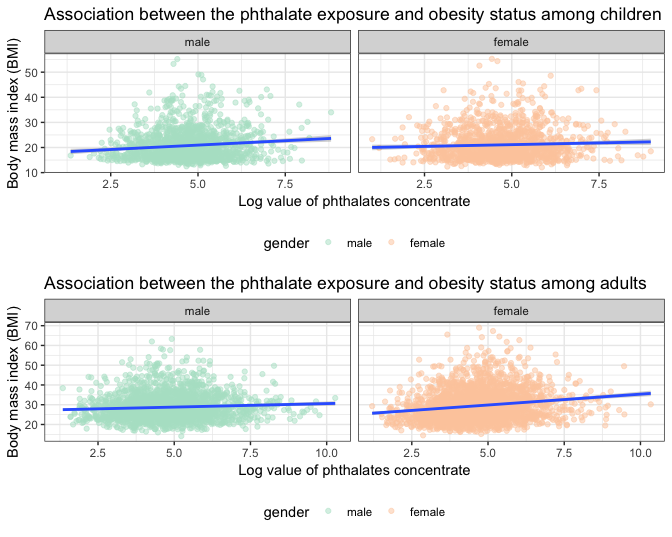 Association between the phthalate exposure and obesity status among children
male
female
Body mass index (BMI)
50
40
30
20
10
2.5 5.0 7.5
2.5 5.0 7.5
Log value of phthalates concentrate
gender male female
Association between the phthalate exposure and obesity status among adults
male
female
Body mass index (BMI)
70
60
50
40
30
20
2.5 5.0 7.5 10.0
2.5 5.0 7.5 10.0
Log value of phthalates concentrate
gender male female